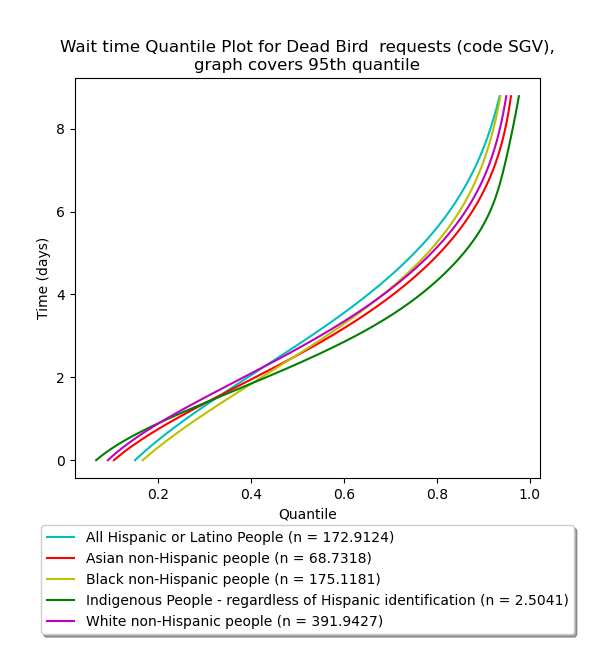 Wait time Quantile Plot for Dead Bird  requests (code SGV),
graph covers 95th quantile
Time (days)
8
6
4
2
0
0.2 0.4 0.6 0.8 1.0
Quantile
All Hispanic or Latino People (n = 172.9124)
Asian non-Hispanic people (n = 68.7318)
Black non-Hispanic people (n = 175.1181)
Indigenous People - regardless of Hispanic identification (n = 2.5041)
White non-Hispanic people (n = 391.9427)